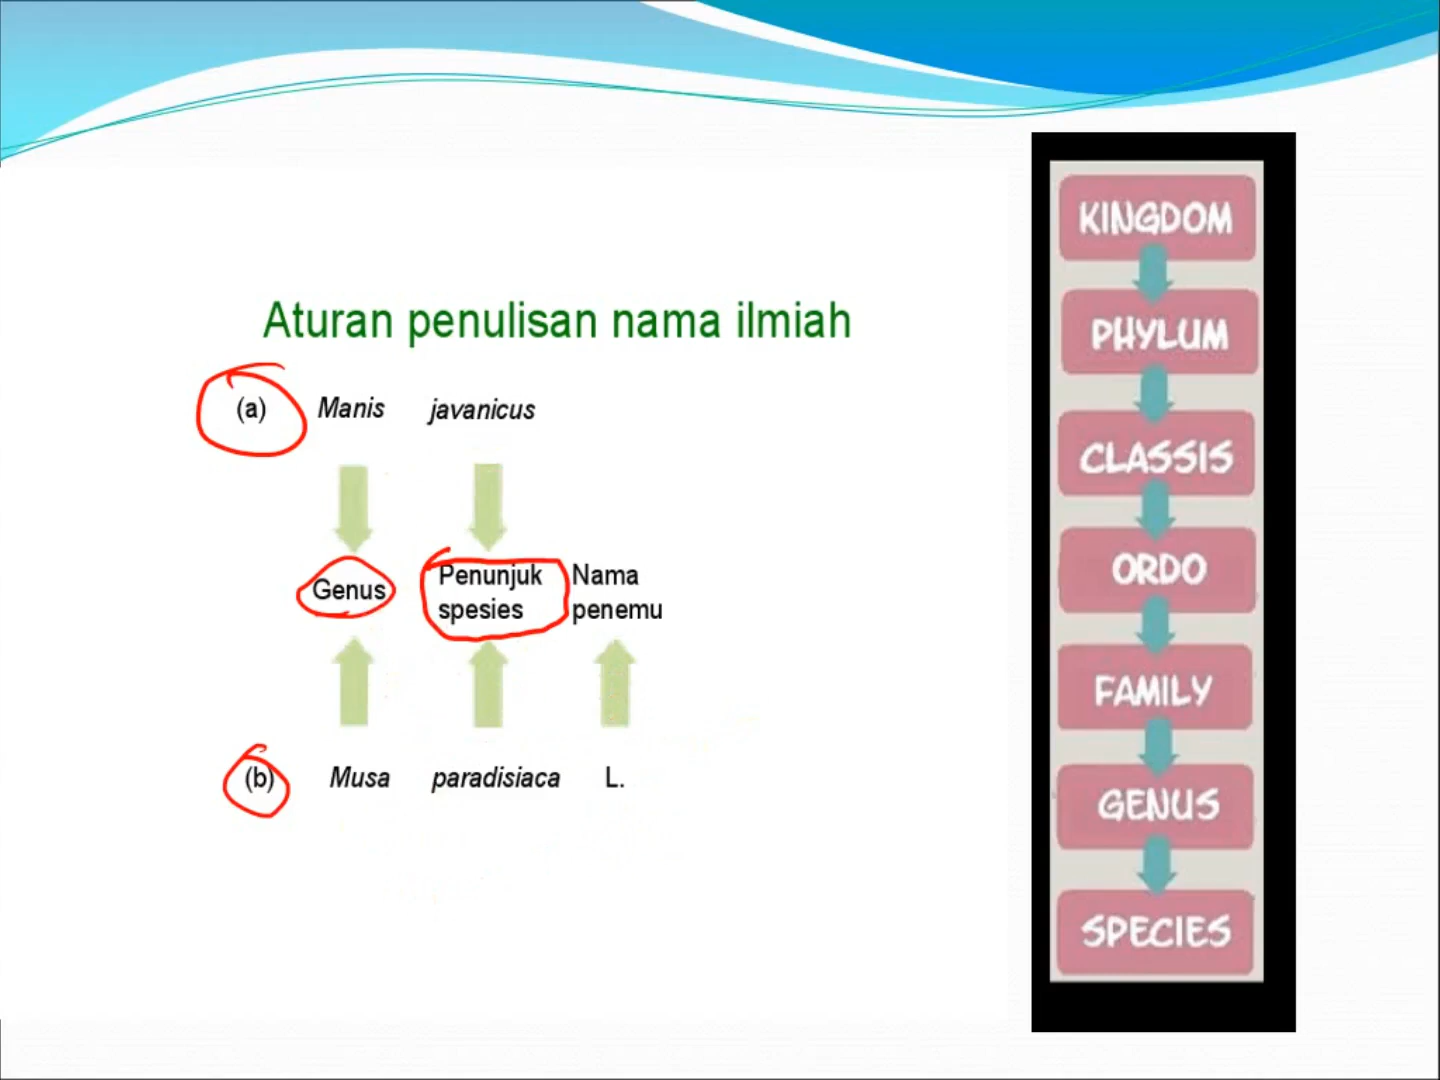 Aturan penulisan nama ilmiah
(a) Manis javanicus
Genus
Penunjuk
spesies
Nama
penemu
(b) Musa paradisiaca L.
KINGDOM
PHYLUM
CLASSIS
ORDO
FAMILY
GENUS
SPECIES